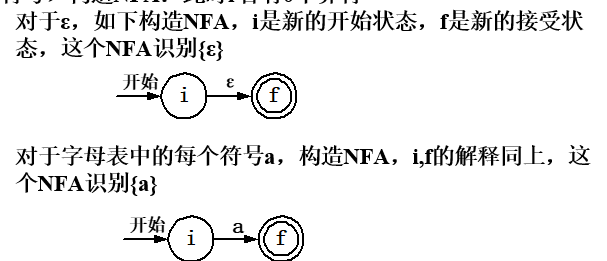 对于ε，如下构造NFA，i是新的开始状态，f是新的接受状
态，这个NFA识别{ε}
开始 i ε f
对于字母表中的每个符号a，构造NFA，i,f的解释同上，这
个NFA识别{a}
开始 i a f